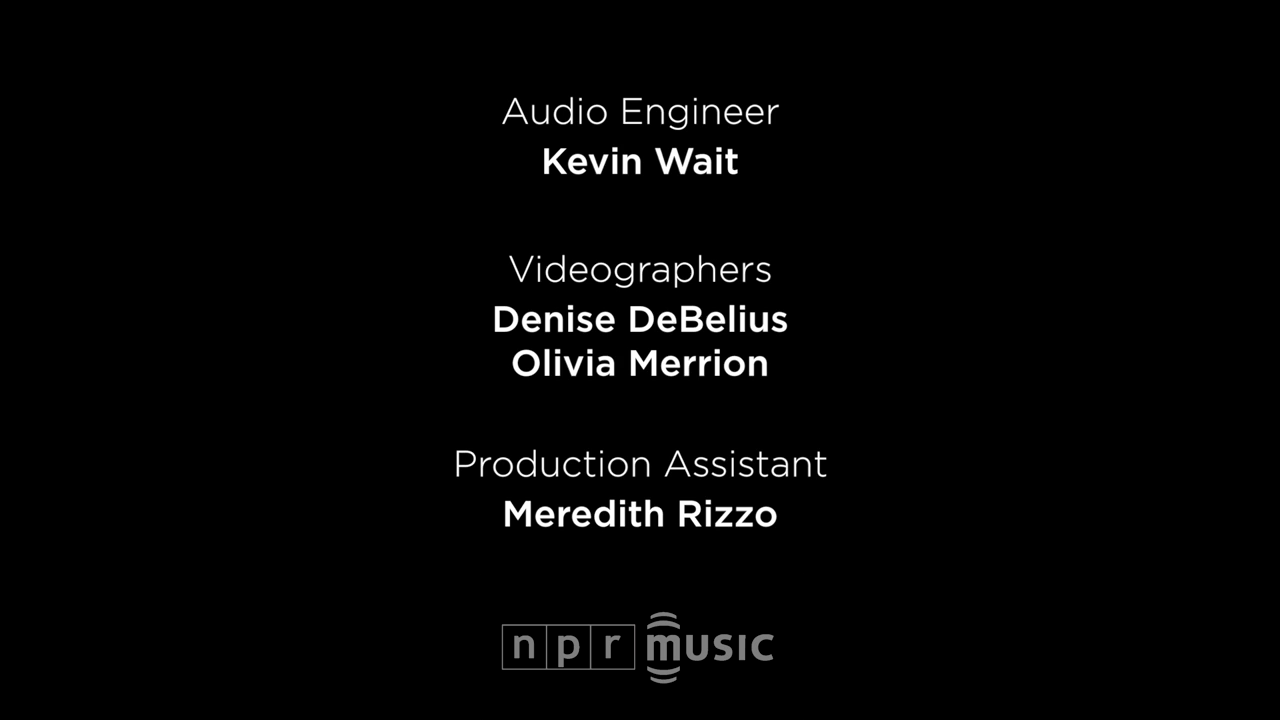 Audio Engineer
Kevin Wait
Videographers
Denise DeBelius
Olivia Merrion
Production Assistant
Meredith Rizzo
npr music